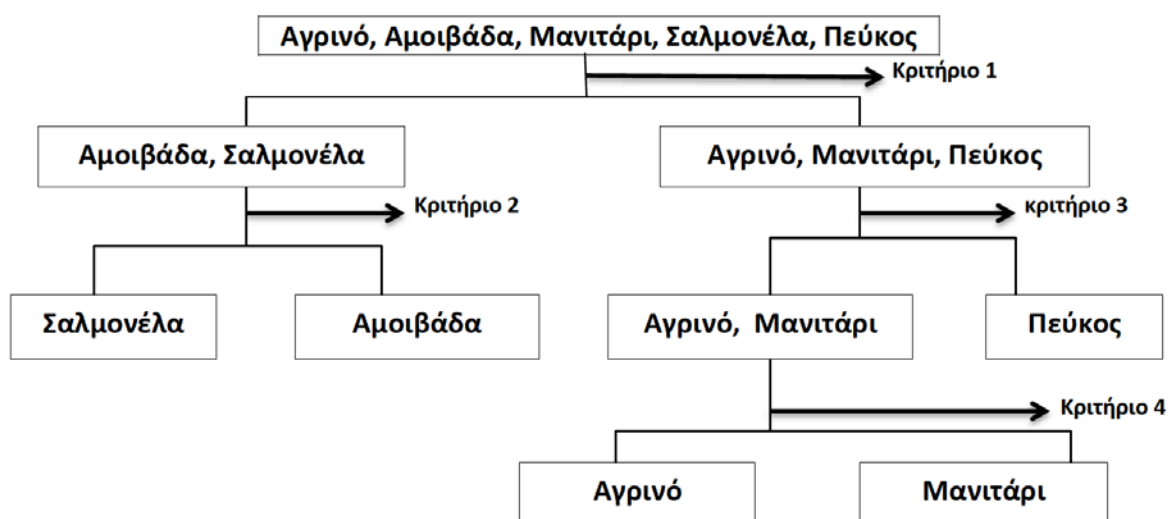 Αγρινό, Αμοιβάδα, Μανιτάρι, Σαλμονέλα, Πεύκος
Κριτήριο 1
Αμοιβάδα, Σαλμονέλα
Αγρινό, Μανιτάρι, Πεύκος
Κριτήριο 2
κριτήριο 3
Σαλμονέλα
Αμοιβάδα
Αγρινό, Μανιτάρι
Πεύκος
Κριτήριο 4
Αγρινό
Μανιτάρι